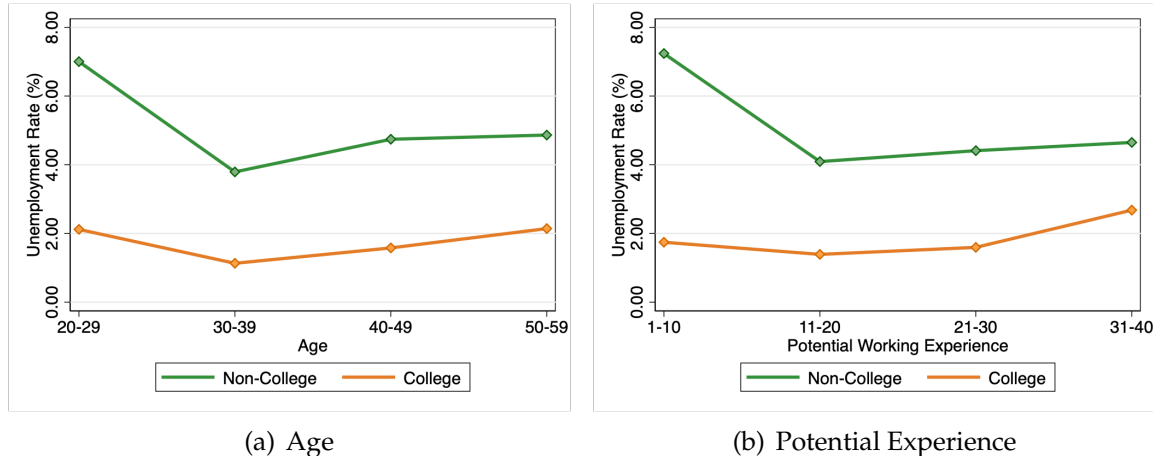 Unemployment Rate (%)
8.00
6.00
4.00
2.00
0.00
20-29 30-39 40-49 50-59
Age
Non-College College
(a) Age
Unemployment Rate (%)
8.00
6.00
4.00
2.00
0.00
1-10 11-20 21-30 31-40
Potential Working Experience
Non-College College
(b) Potential Experience